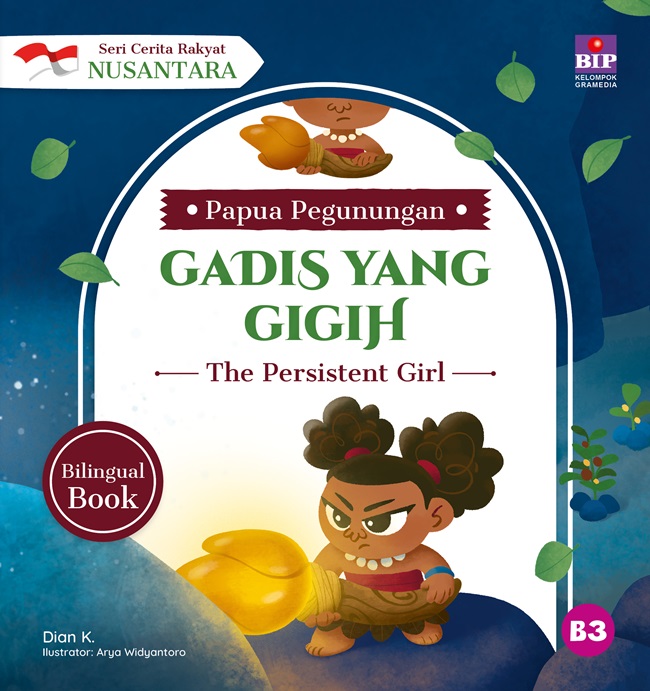 Seri Cerita Rakyat
NUSANTARA
BIP
KELOMPOK
GRAMEDIA
• Papua Pegunungan •
GADIS YANG
GIGIH
The Persistent Girl
Bilingual
Book
Dian K.
Ilustrator: Arya Widyantoro
B3